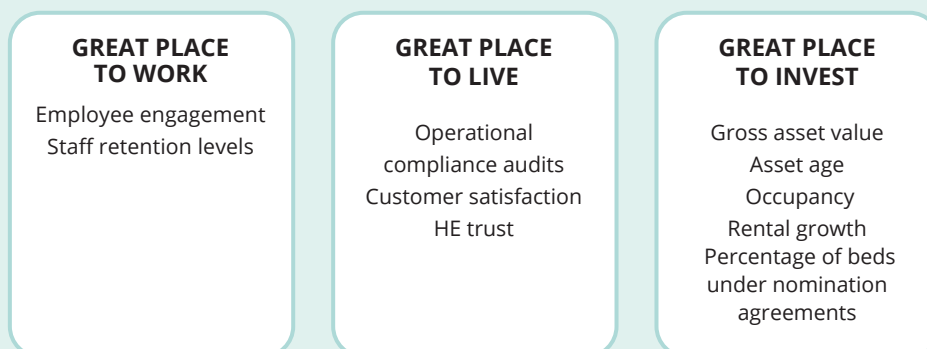 GREAT PLACE
TO WORK
Employee engagement
Staff retention levels
GREAT PLACE
TO LIVE
Operational
compliance audits
Customer satisfaction
HE trust
GREAT PLACE
TO INVEST
Gross asset value
Asset age
Occupancy
Rental growth
Percentage of beds
under nomination
agreements